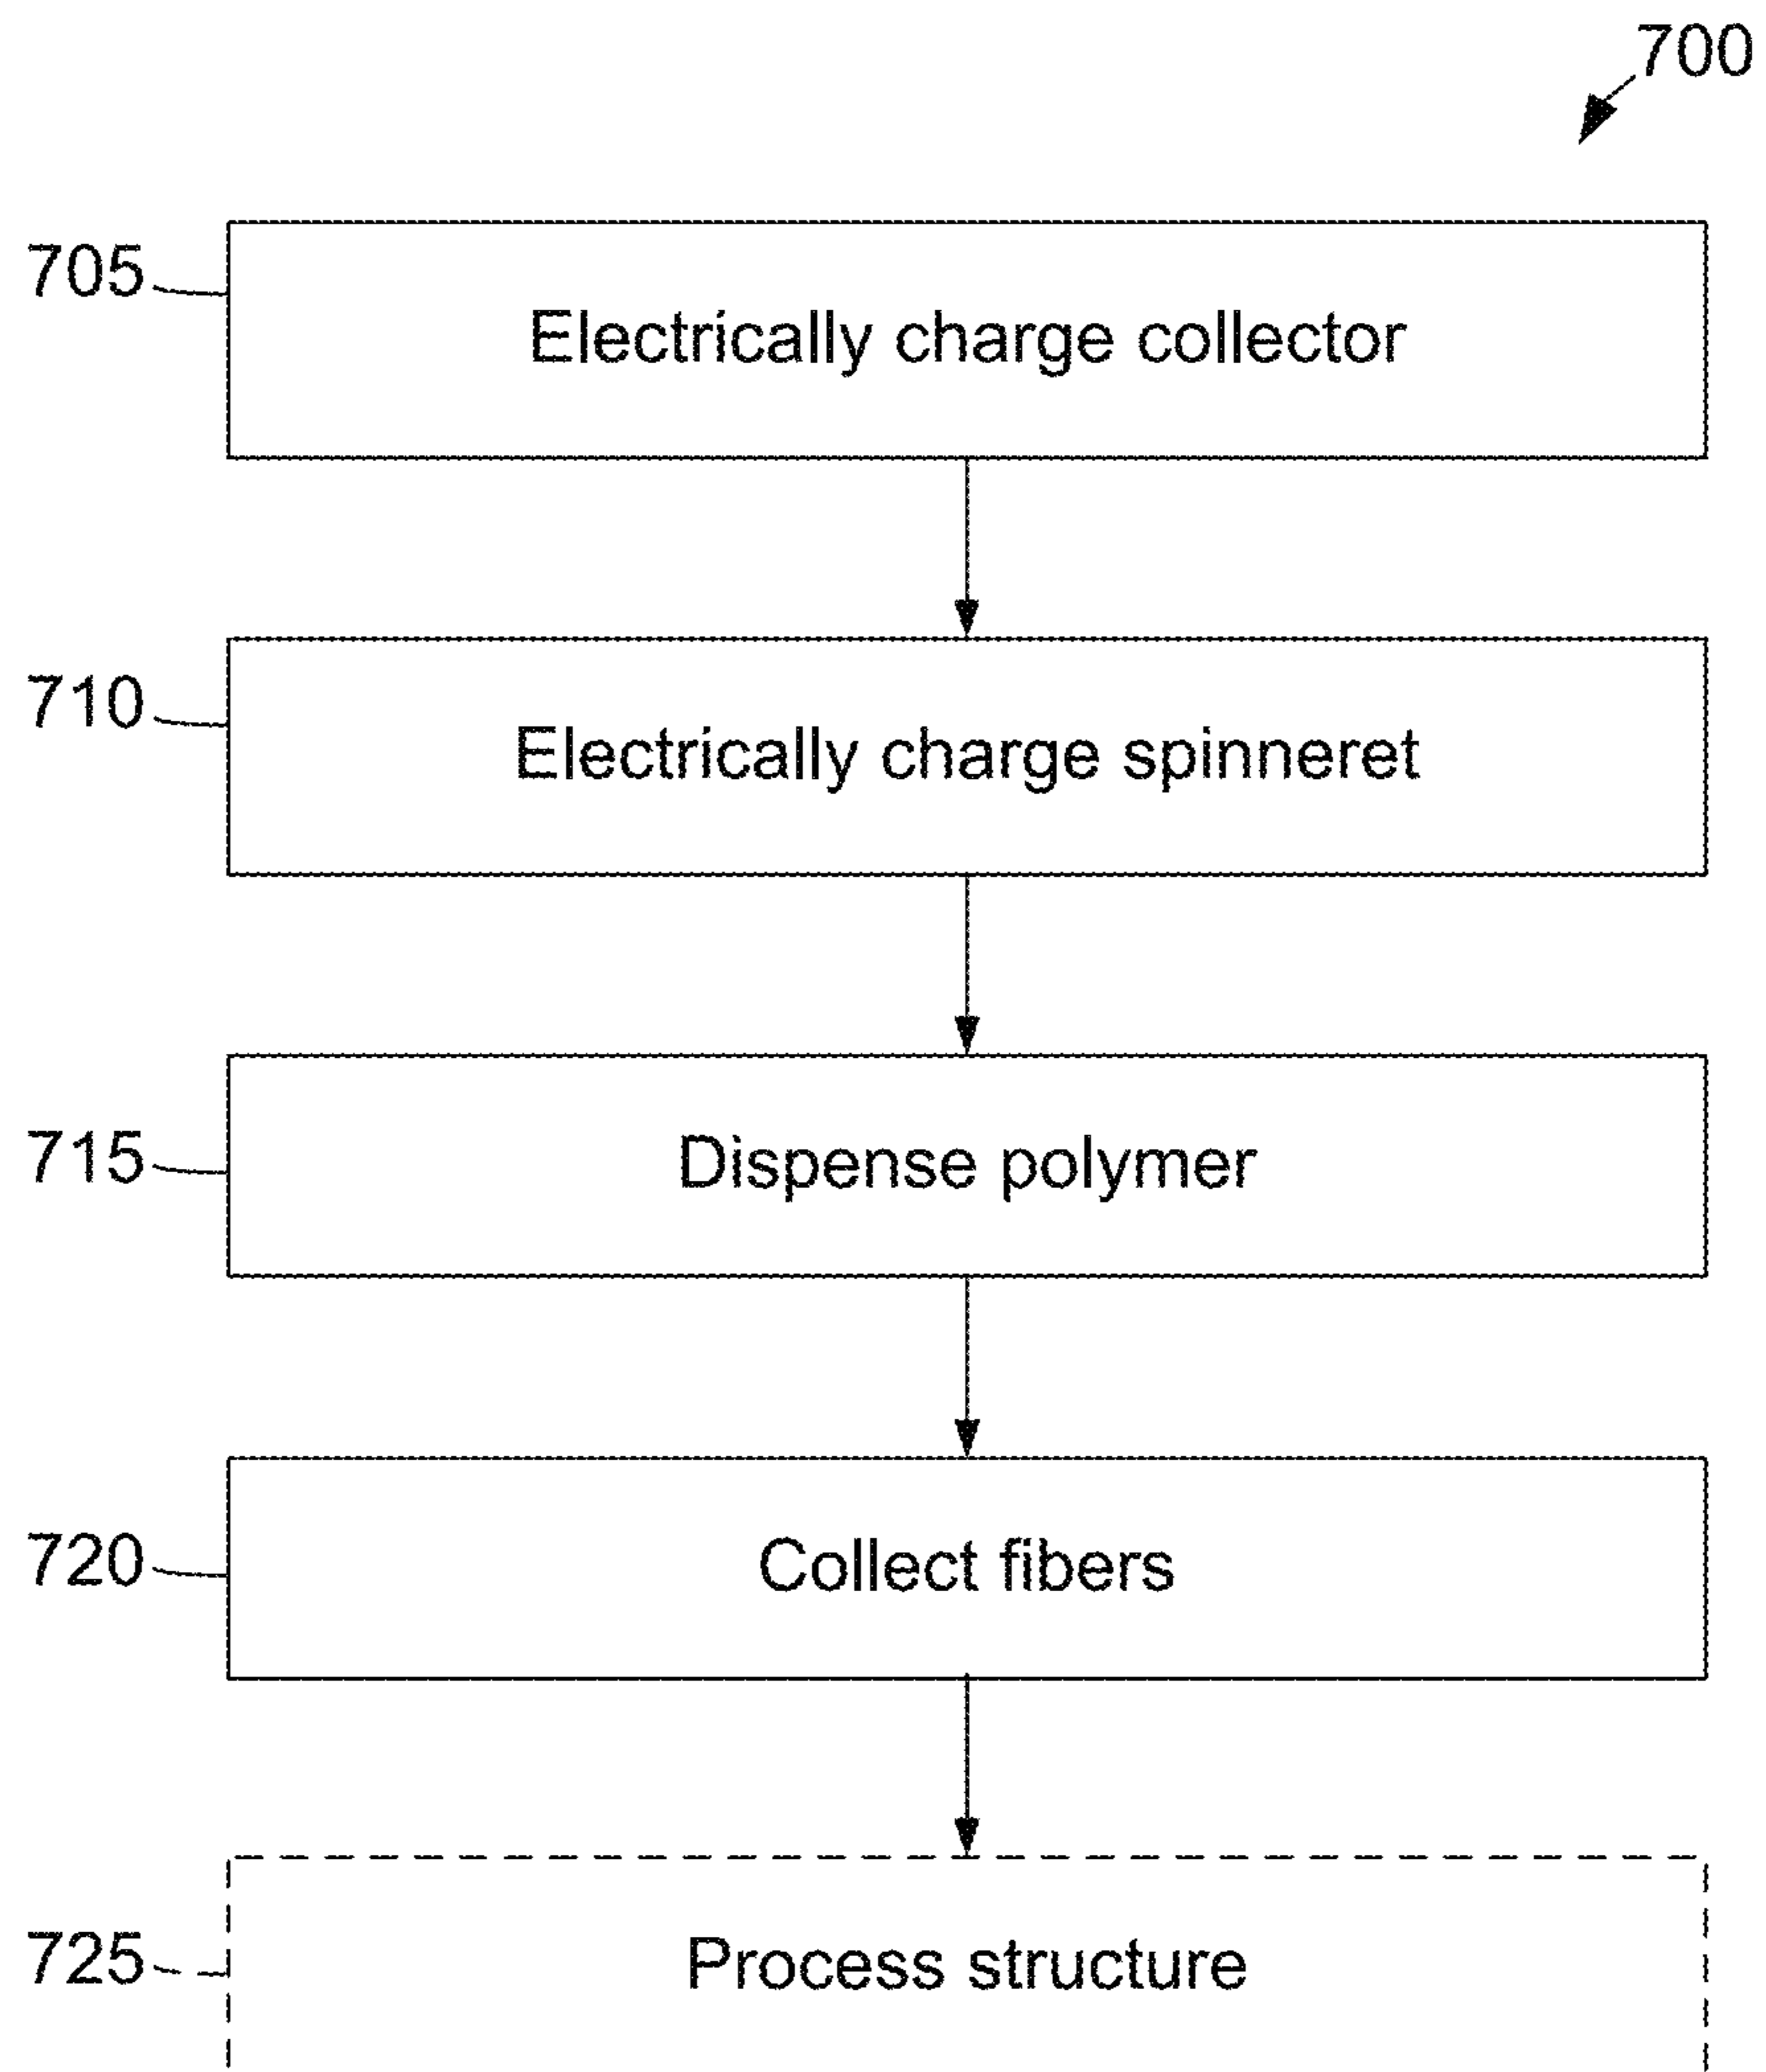 700
705
Electrically charge collector
710
Electrically charge spinneret
715
Dispense polymer
720
Collect fibers
725
Process structure